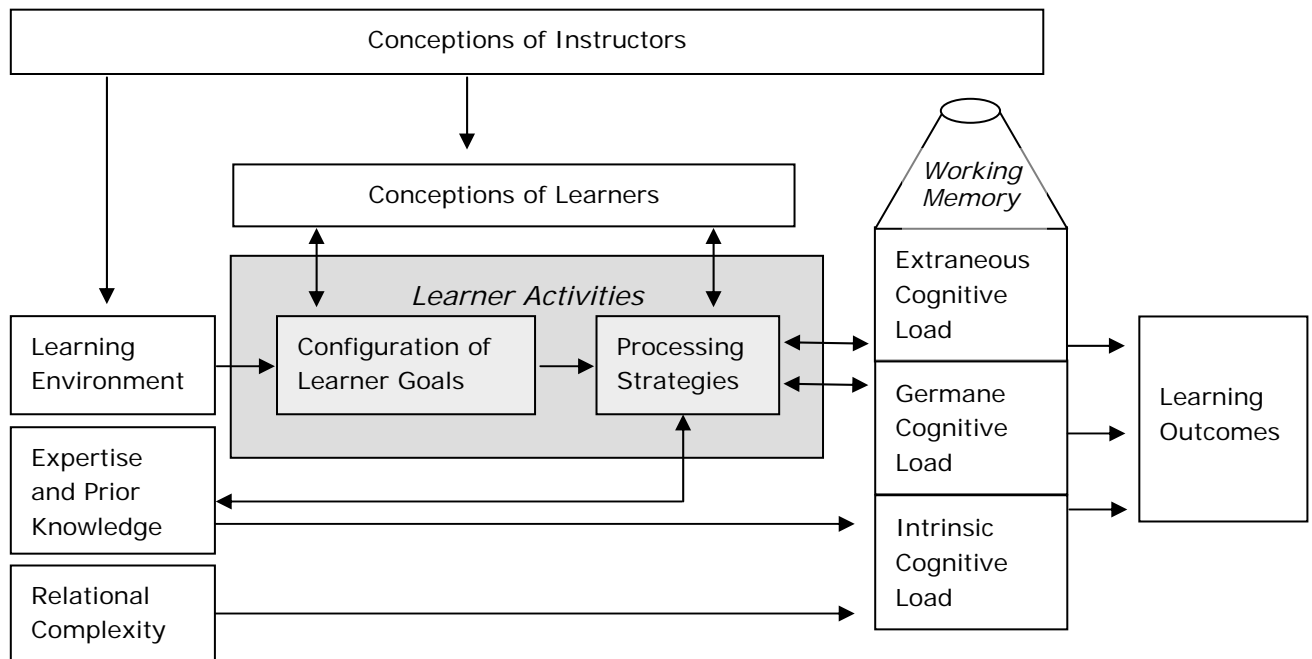 Conceptions of Instructors
Working
Memory
Conceptions of Learners
Learner Activities
Extraneous
Cognitive
Load
Learning
Environment
Configuration of
Learner Goals
Processing
Strategies
Germane
Cognitive
Load
Learning
Outcomes
Expertise
and Prior
Knowledge
Intrinsic
Cognitive
Load
Relational
Complexity